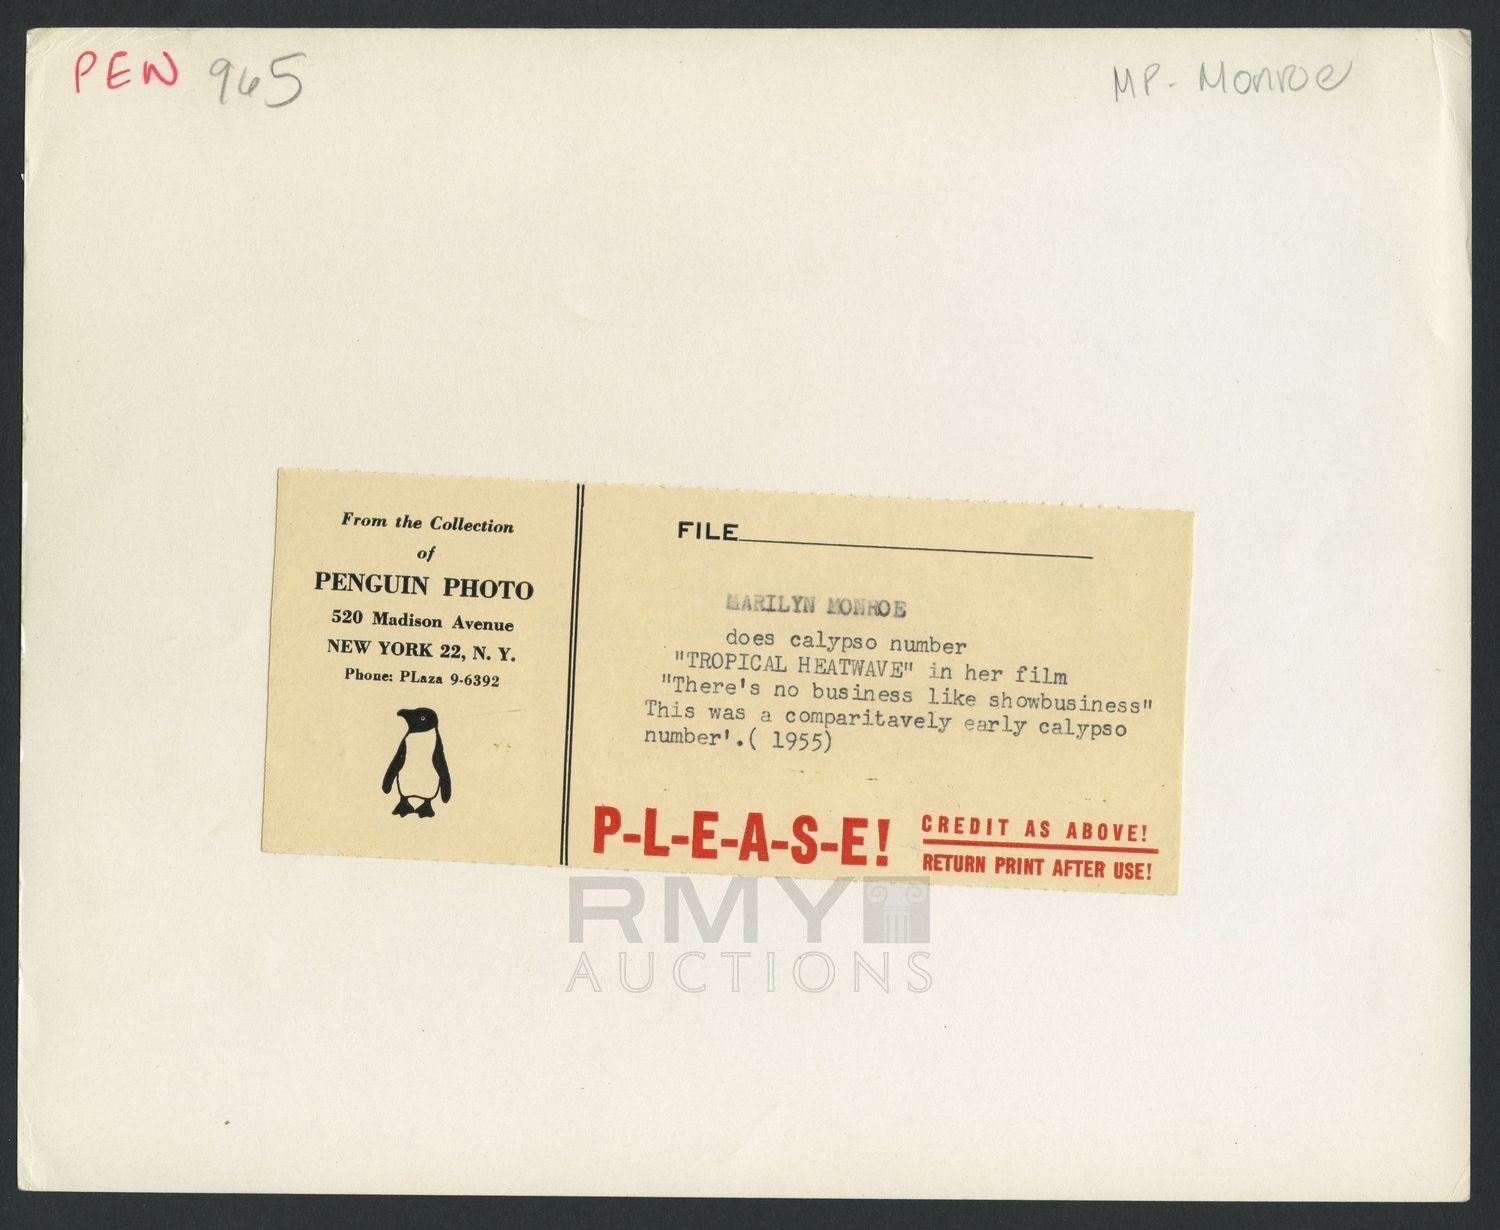 PEN 965
MP- Monroe
From the Collection
of
PENGUIN PHOTO
520 Madison Avenue
NEW YORK 22, N. Y.
Phone: PLaza 9-6392
FILE
MARILYN MONROE
does calypso number
"TROPICAL HEATWAVE" in her film
"There's no business like showbusiness"
This was a comparitavely early calypso
number'.( 1955)
P-L-E-A-S-E!
CREDIT AS ABOVE!
RETURN PRINT AFTER USE!
RMY
AUCTIONS